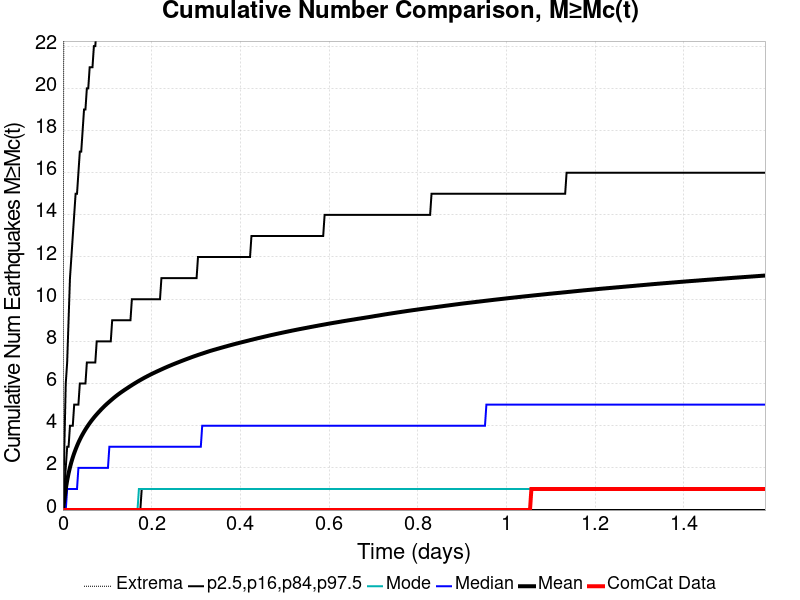 Cumulative Number Comparison, M≥Mc(t)
Cumulative Num Earthquakes M≥Mc(t)
22
20
18
16
14
12
10
8
6
4
2
0
0 0.2 0.4 0.6 0.8 1 1.2 1.4
Time (days)
Extrema p2.5,p16,p84,p97.5 Mode Median Mean ComCat Data